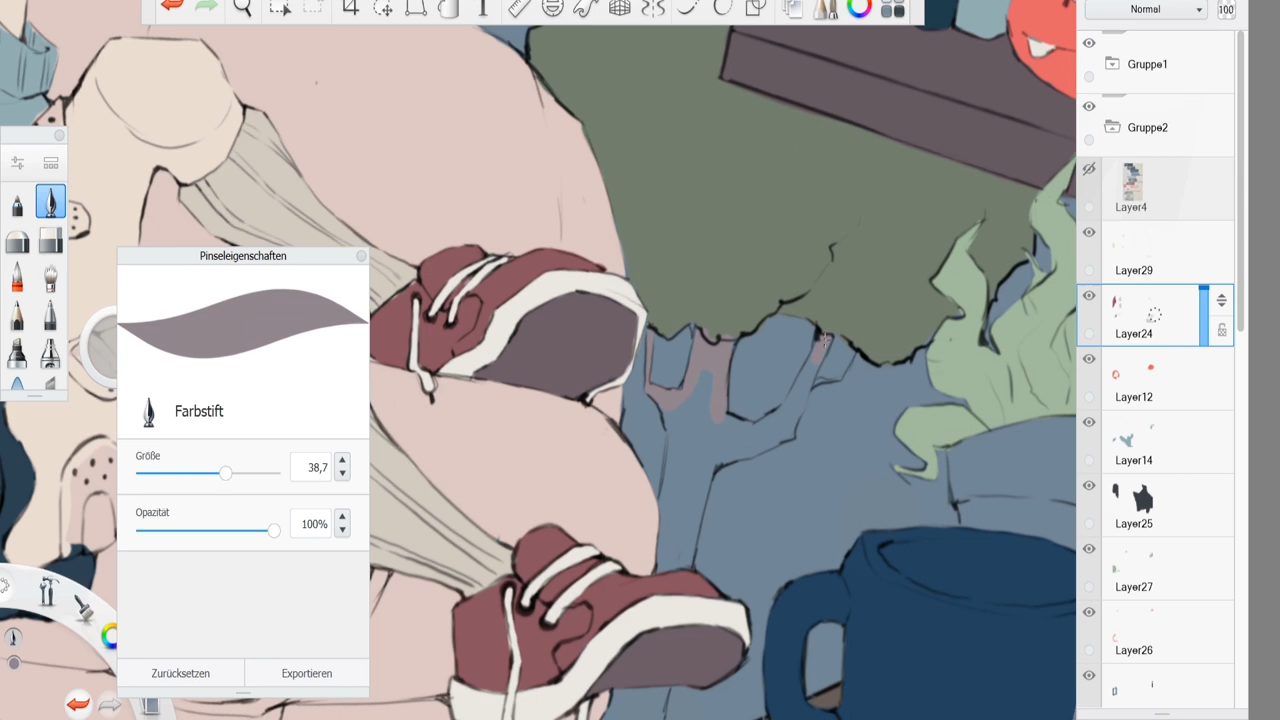 Normal
100
Gruppe1
Gruppe2
Layer4
Layer29
Layer24
Layer12
Layer14
Layer25
Layer27
Layer26
Pinseleigenschaften
Farbstift
Größe
38,7
Opazität
100%
Zurücksetzen
Exportieren